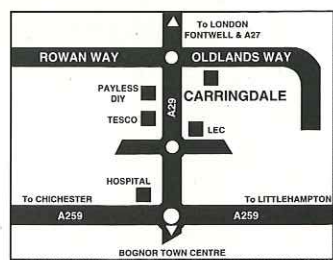 To LONDON
FONTWELL & A27
ROWAN WAY
OLDLANDS WAY
PAYLESS
DIY
CARRINGDALE
TESCO
A29
LEC
HOSPITAL
To CHICHESTER
To LITTLEHAMPTON
A259
A259
BOGNOR TOWN CENTRE